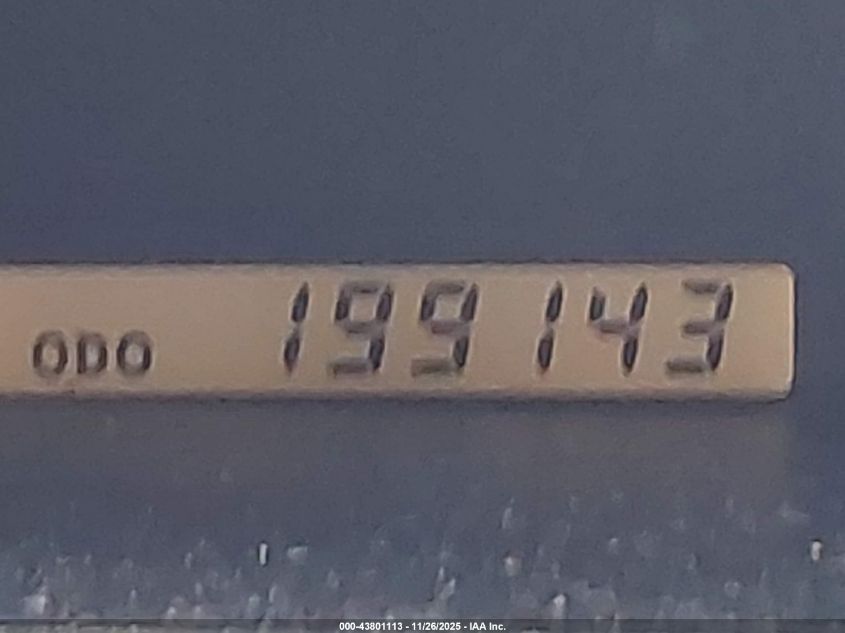 ODO 199143
000-43801113 - 11/26/2025 - IAA Inc.